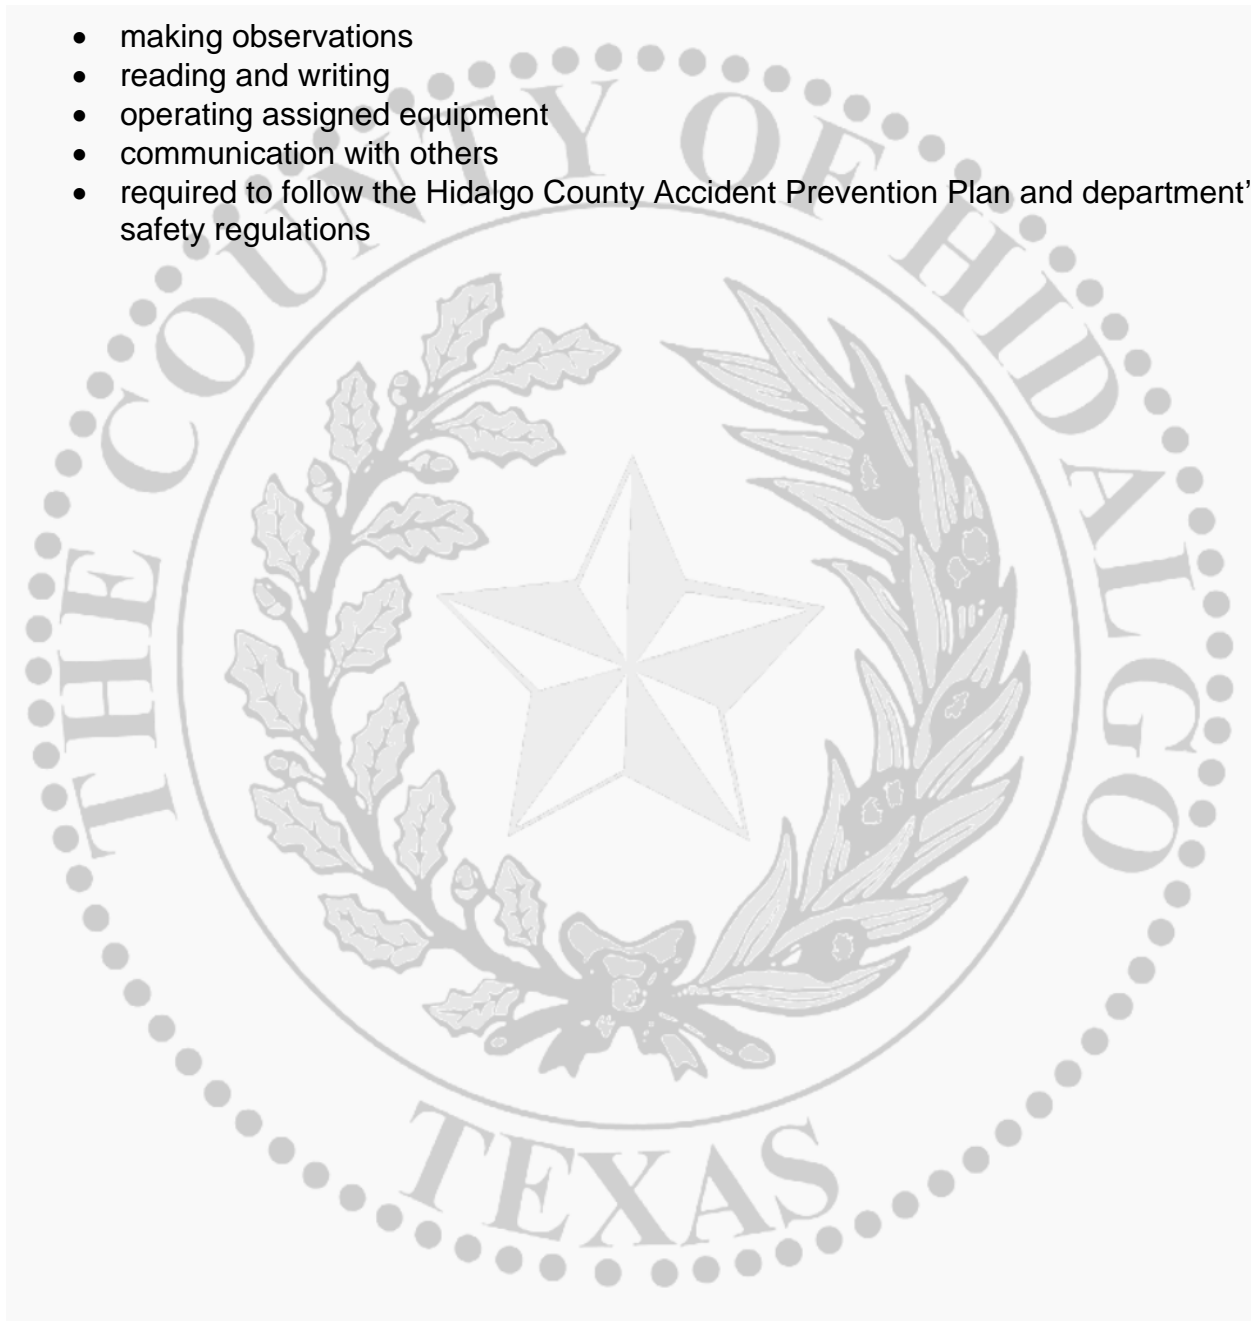 • making observations
• reading and writing
• operating assigned equipment
• communication with others
• required to follow the Hidalgo County Accident Prevention Plan and department'
safety regulations
THE COUNTY OF HIDALGO
TEXAS